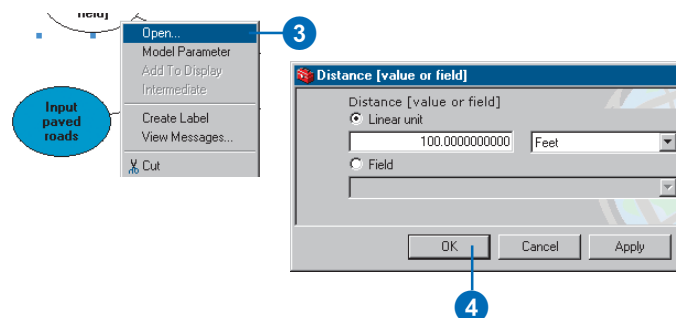 field]
Open...
3
Model Parameter
Add To Display
Intermediate
Create Label
View Messages...
Cut
Input
paved
roads
Distance [value or field]
Distance [value or field]
Linear unit
100.0000000000
Feet
Field
OK
Cancel
Apply
4